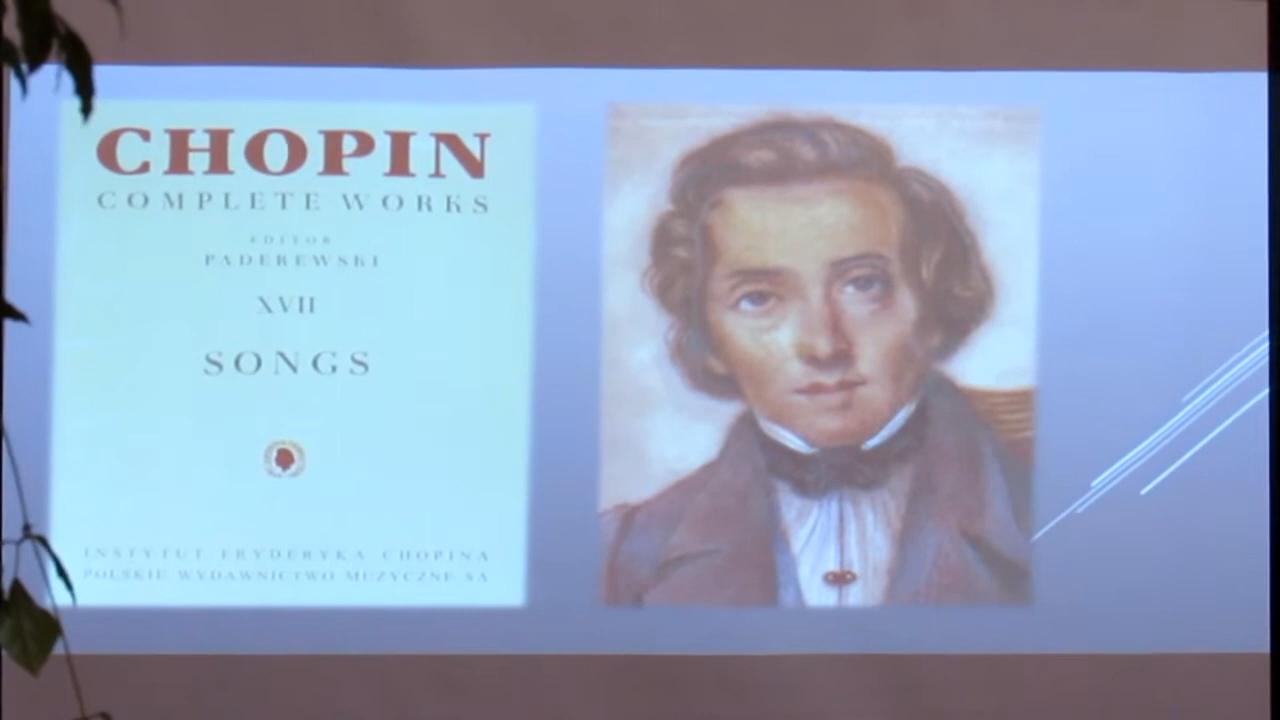 CHOPIN
COMPLETE WORKS
EDITOR
PADEREWSKI
XVII
SONGS
INSTYTUT FRYDERYKA CHOPINA
POLSKIE WYDAWNICTWO MUZYCZNE SA